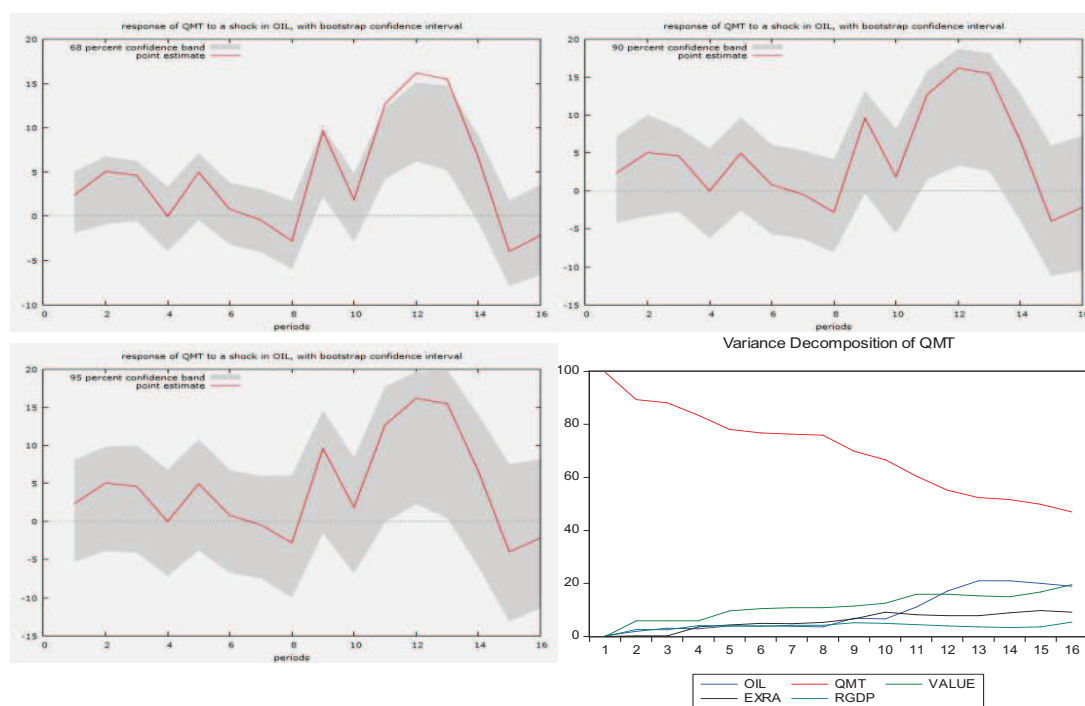 response of QMT to a shock in OIL, with bootstrap confidence interval
68 percent confidence band
point estimate
20
15
10
5
0
-5
-10
0 2 4 6 8 10 12 14 16
periods
response of QMT to a shock in OIL, with bootstrap confidence interval
90 percent confidence band
point estimate
20
15
10
5
0
-5
-10
-15
0 2 4 6 8 10 12 14 16
periods
response of QMT to a shock in OIL, with bootstrap confidence interval
95 percent confidence band
point estimate
20
15
10
5
0
-5
-10
-15
0 2 4 6 8 10 12 14 16
periods
Variance Decomposition of QMT
100
80
60
40
20
0
1 2 3 4 5 6 7 8 9 10 11 12 13 14 15 16
OIL QMT VALUE
EXRA RGDP